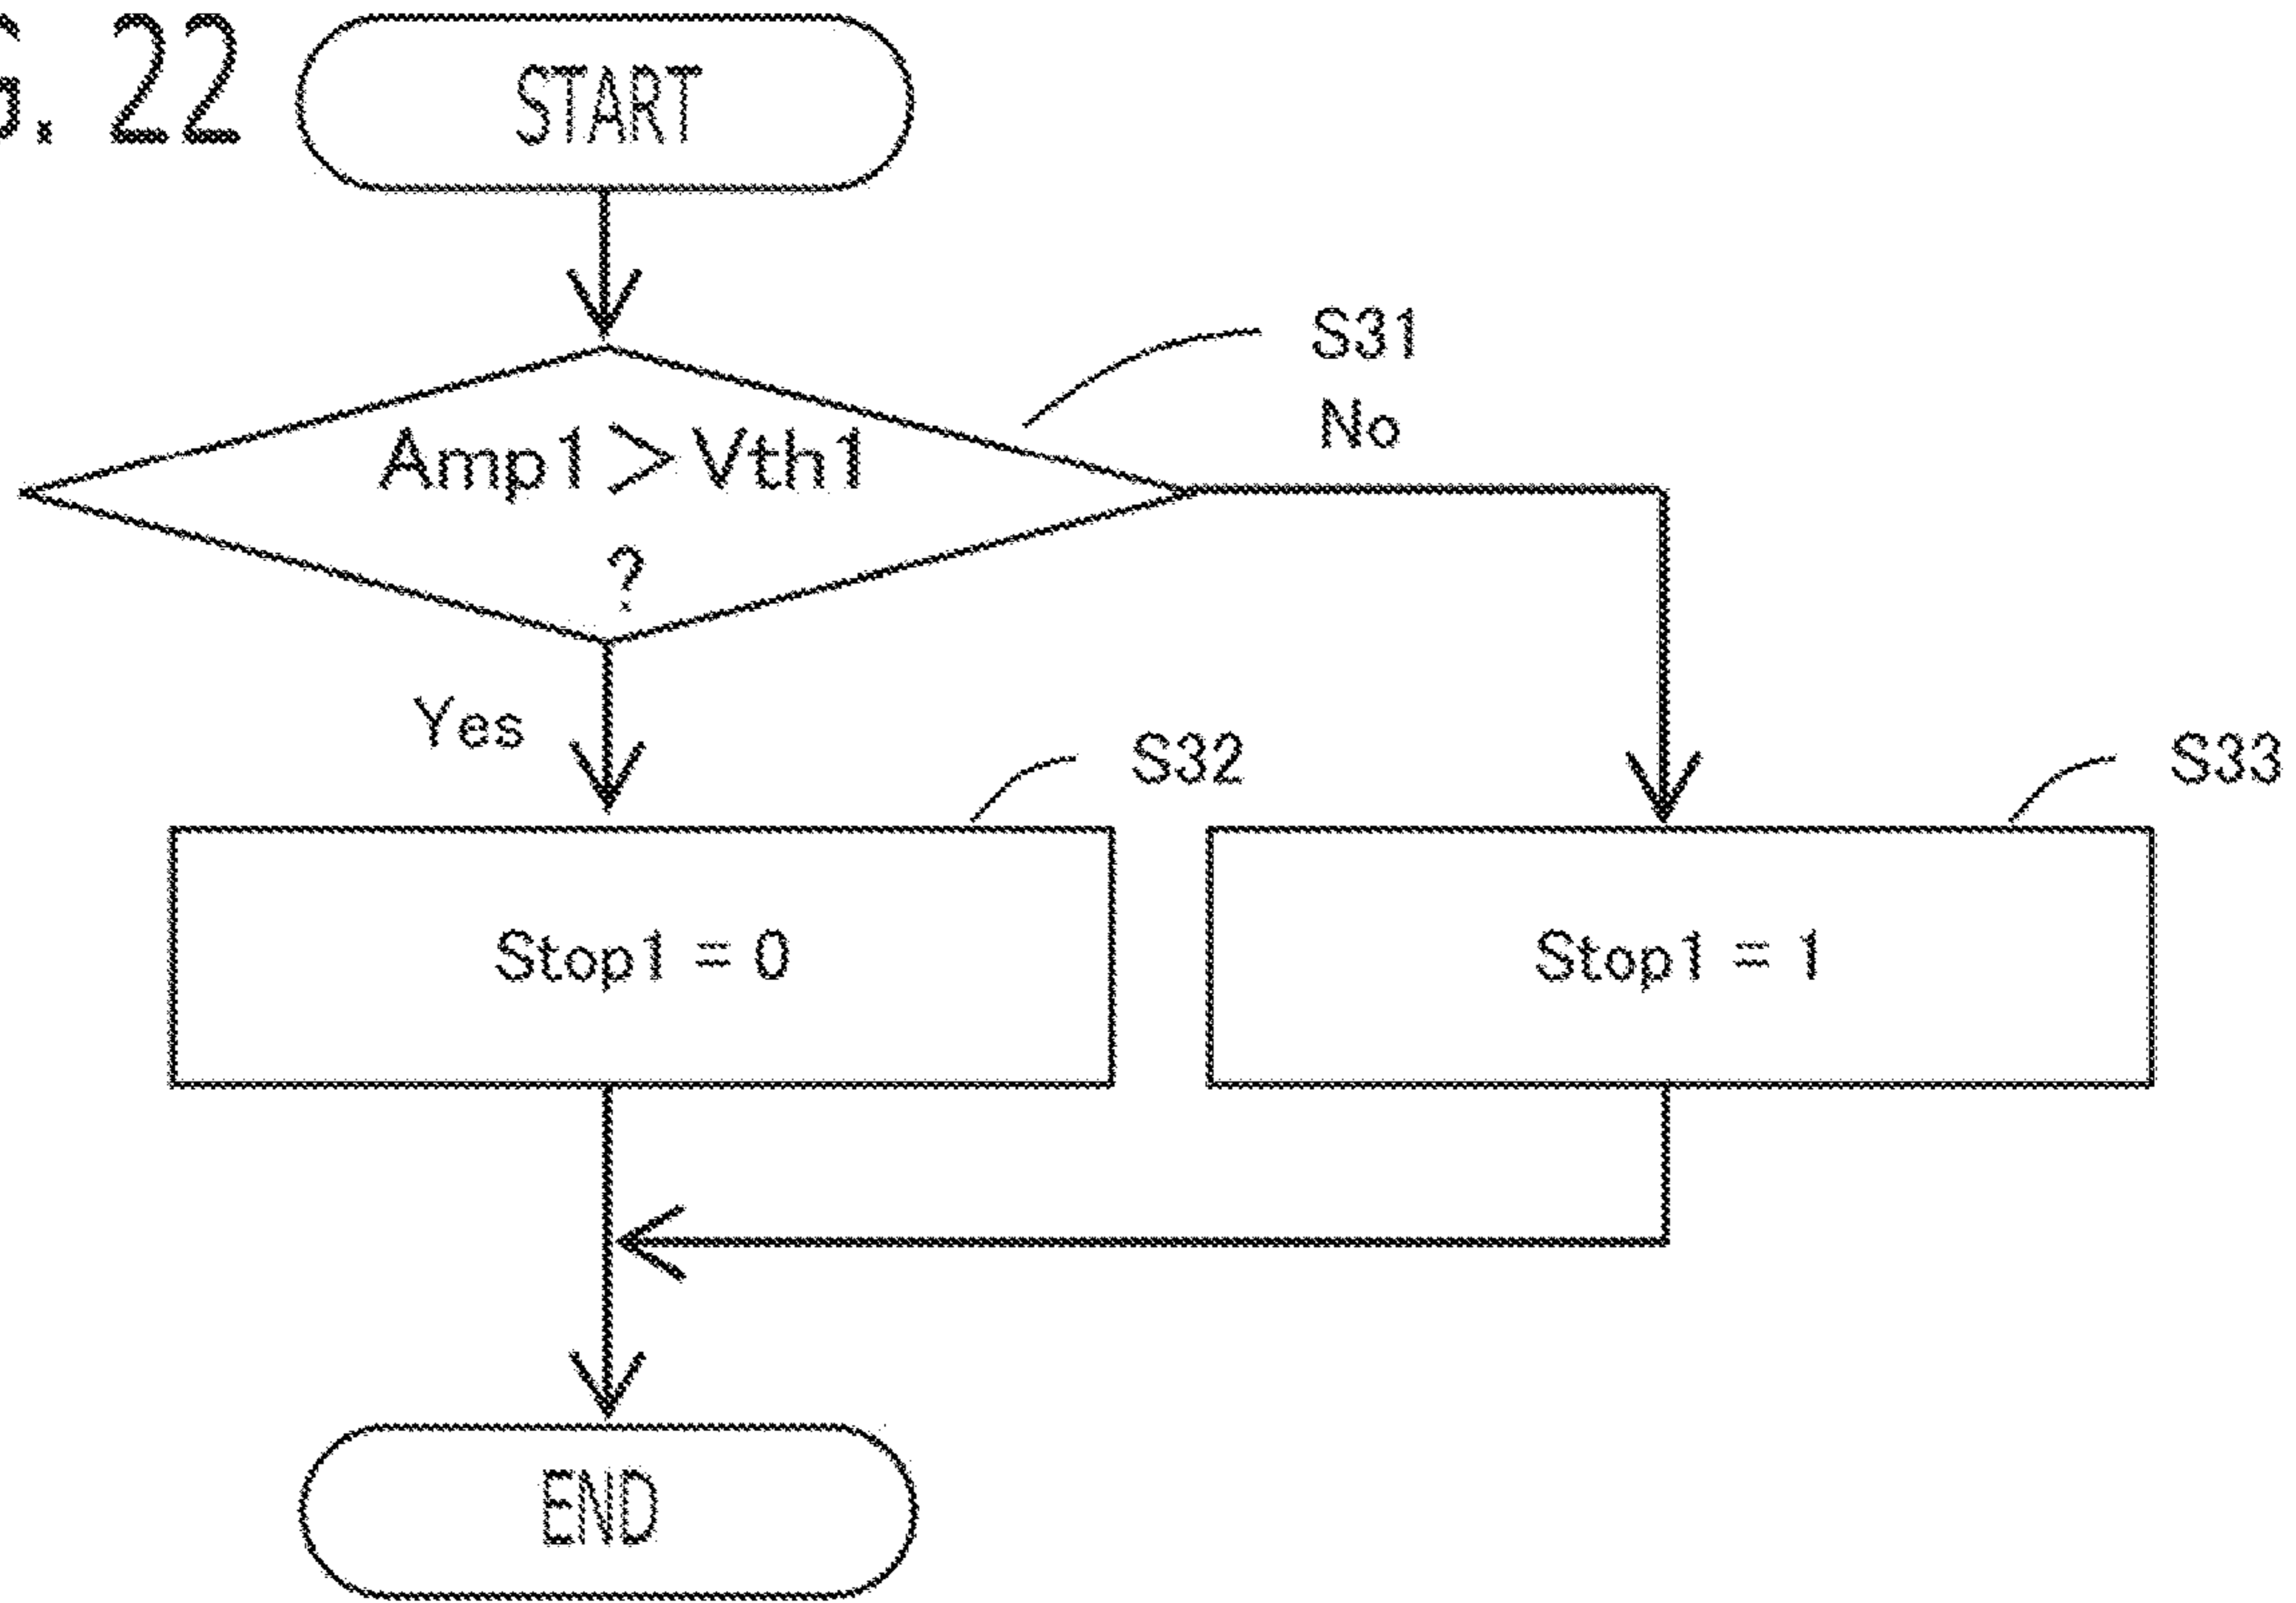 G. 22
START
S31
No
Amp1＞Vth1
?
Yes
S32
S33
Stop1 = 0
Stop1 = 1
END